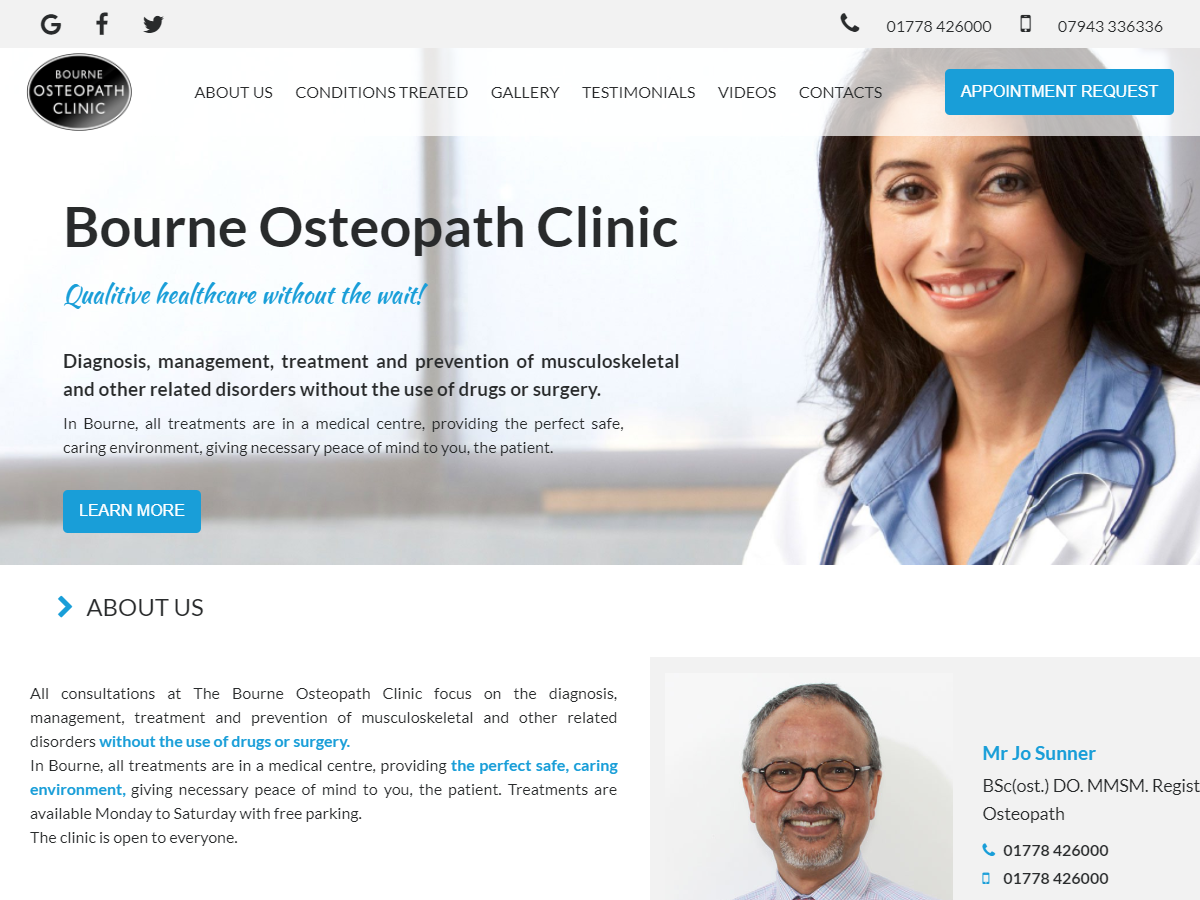 01778 426000
07943 336336
BOURNE
OSTEOPATH
CLINIC
ABOUT US CONDITIONS TREATED GALLERY TESTIMONIALS VIDEOS CONTACTS
APPOINTMENT REQUEST
Bourne Osteopath Clinic
Qualitive healthcare without the wait!
Diagnosis, management, treatment and prevention of musculoskeletal
and other related disorders without the use of drugs or surgery.
In Bourne, all treatments are in a medical centre, providing the perfect safe,
caring environment, giving necessary peace of mind to you, the patient.
LEARN MORE
ABOUT US
All consultations at The Bourne Osteopath Clinic focus on the diagnosis,
management, treatment and prevention of musculoskeletal and other related
disorders without the use of drugs or surgery.
In Bourne, all treatments are in a medical centre, providing the perfect safe, caring
environment, giving necessary peace of mind to you, the patient. Treatments are
available Monday to Saturday with free parking.
The clinic is open to everyone.
Mr Jo Sunner
BSc(ost.) DO. MMSM. Regist
Osteopath
01778 426000
01778 426000